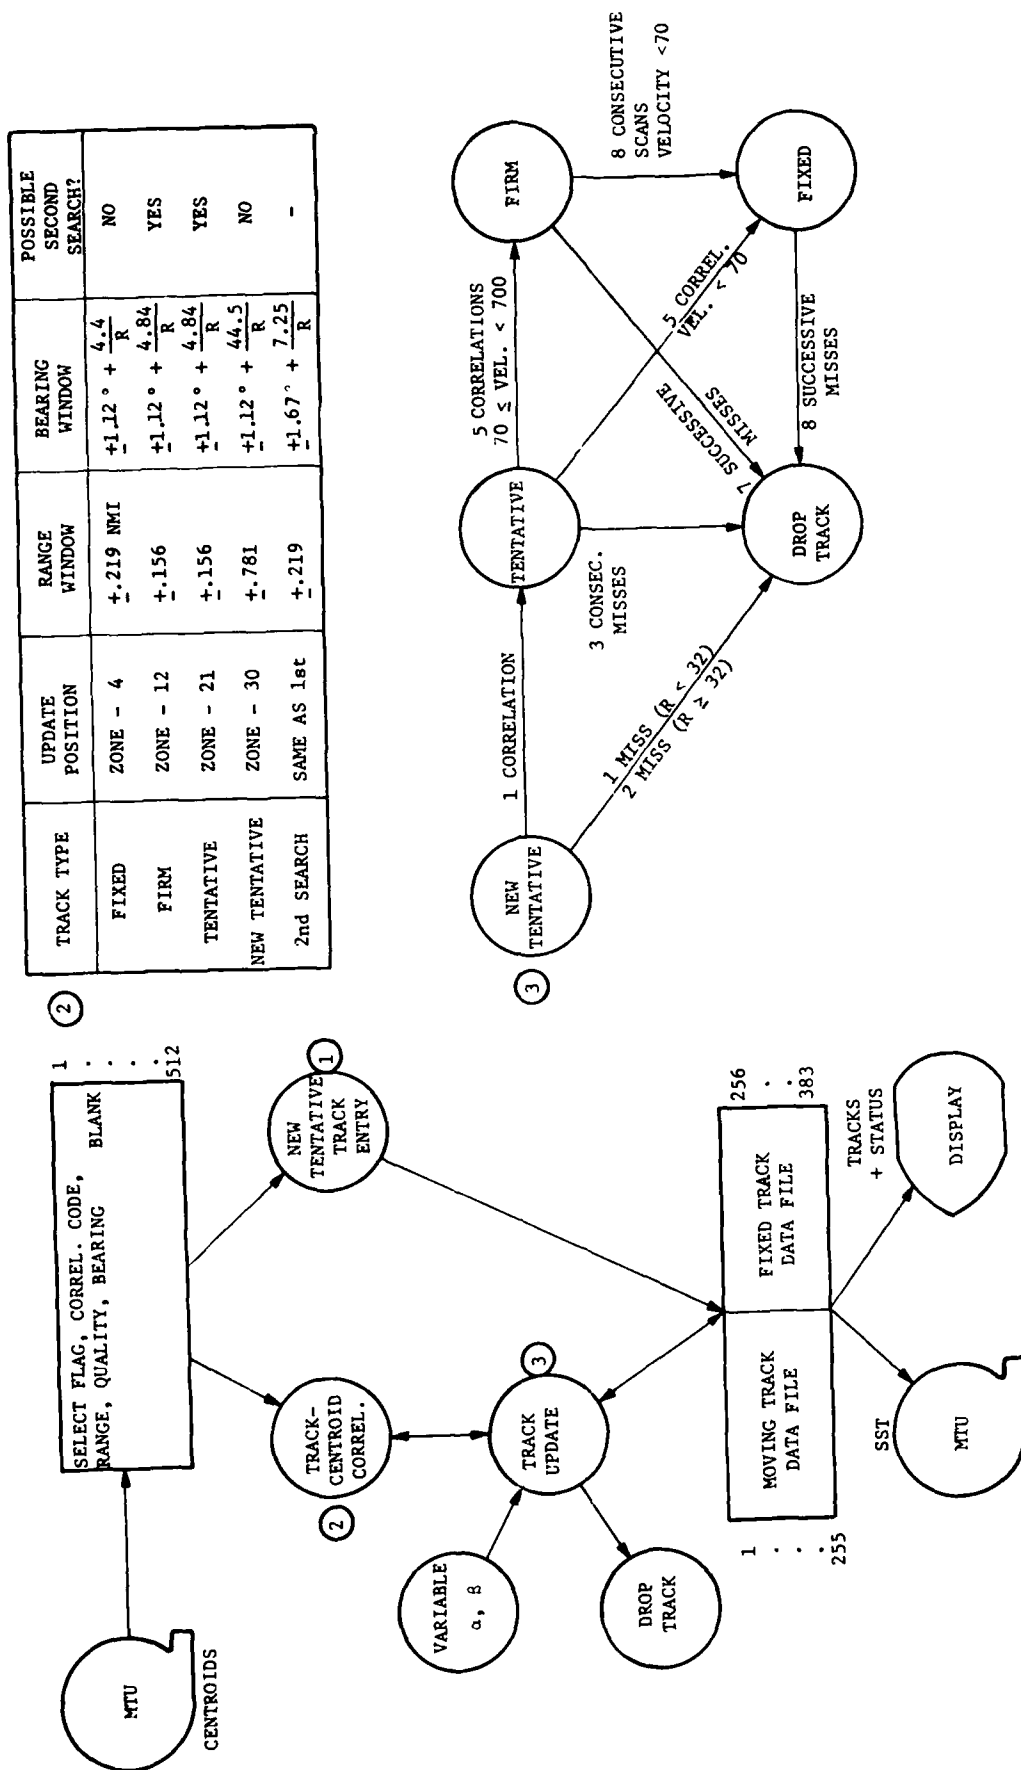 MTU
CENTROIDS
SELECT FLAG, CORREL. CODE,
RANGE, QUALITY, BEARING BLANK
1
.
.
.
.
512
TRACK-
CENTROID
CORREL.
2
NEW
TENTATIVE
TRACK
ENTRY
1
VARIABLE
α, β
TRACK
UPDATE
3
DROP
TRACK
1
.
.
.
255
MOVING TRACK
DATA FILE
FIXED TRACK
DATA FILE
256
.
.
383
SST
MTU
TRACKS
+ STATUS
DISPLAY
2
TRACK TYPE UPDATE POSITION RANGE WINDOW BEARING WINDOW POSSIBLE SECOND SEARCH?
FIXED ZONE - 4 ±.219 NMI ±1.12° + 4.4/R NO
FIRM ZONE - 12 ±.156 ±1.12° + 4.84/R YES
TENTATIVE ZONE - 21 ±.156 ±1.12° + 4.84/R YES
NEW TENTATIVE ZONE - 30 ±.781 ±1.12° + 44.5/R NO
2nd SEARCH SAME AS 1st ±.219 ±1.67° + 7.25/R -
3
NEW
TENTATIVE
1 CORRELATION
1 MISS (R < 32)
2 MISS (R ≥ 32)
TENTATIVE
3 CONSEC.
MISSES
5 CORRELATIONS
70 ≤ VEL. < 700
5 CORREL.
VEL. < 70
7 SUCCESSIVE
MISSES
FIRM
8 CONSECUTIVE
SCANS
VELOCITY <70
FIXED
8 SUCCESSIVE
MISSES
DROP
TRACK